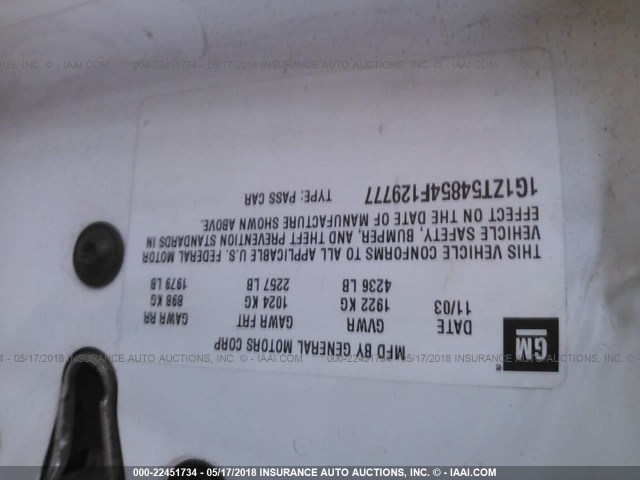 MFD BY GENERAL MOTORS CORP
GM
DATE GVWR GAWR FRT GAWR RR
11/03 1922 KG 1024 KG 898 KG
4236 LB 2257 LB 1979 LB
THIS VEHICLE CONFORMS TO ALL APPLICABLE U.S. FEDERAL MOTOR
VEHICLE SAFETY, BUMPER, AND THEFT PREVENTION STANDARDS IN
EFFECT ON THE DATE OF MANUFACTURE SHOWN ABOVE.
1G1ZT54854F129777 TYPE: PASS CAR
000-22451734 - 05/17/2018 INSURANCE AUTO AUCTIONS, INC. - © IAAI.COM